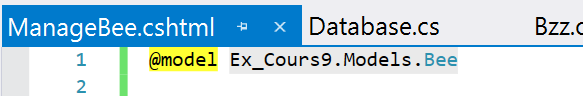 ManageBee.cshtml Database.cs Bzz.c
1 @model Ex_Cours9.Models.Bee
2